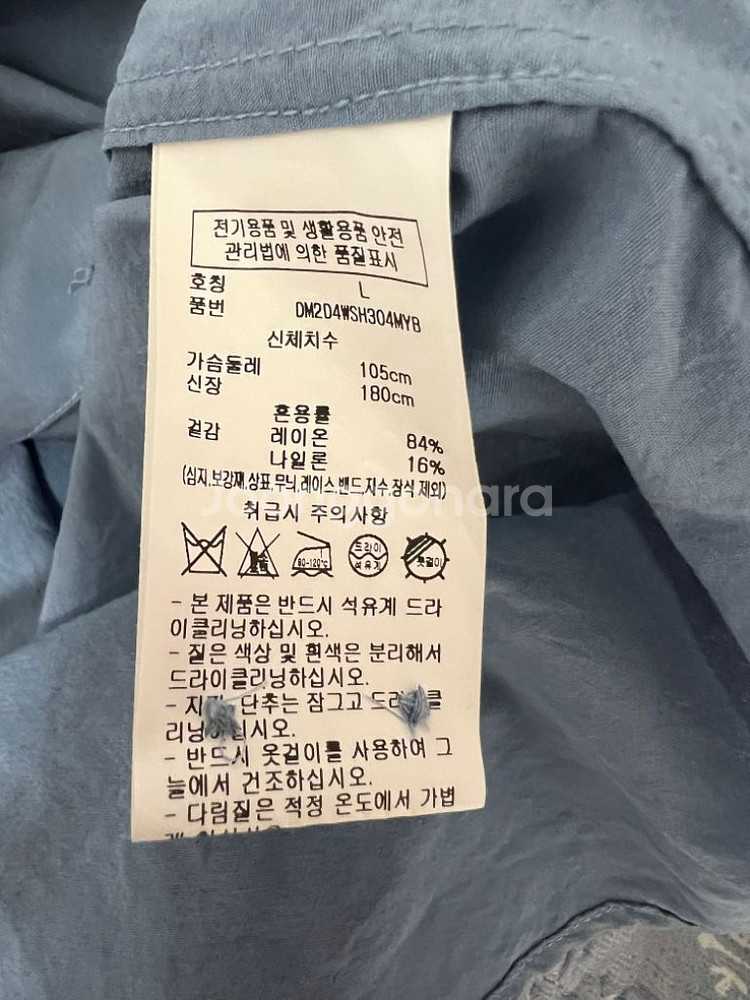 전기용품 및 생활용품 안전
관리법에 의한 품질표시
호칭 L
품번 DM2D4WSH304MYB
신체치수
가슴둘레 105cm
신장 180cm
혼용률
겉감 레이온 84%
나일론 16%
(심지,보강재,상표,무늬,레이스,밴드,자수,장식 제외)
취급시 주의사항
80-120℃ 드라이 석유계 옷걸이
- 본 제품은 반드시 석유계 드라
이클리닝하십시오.
- 짙은 색상 및 흰색은 분리해서
드라이클리닝하십시오.
- 단추는 잠그고
십시오.
- 반드시 옷걸이를 사용하여 그
늘에서 건조하십시오.
- 다림질은 적정 온도에서 가볍